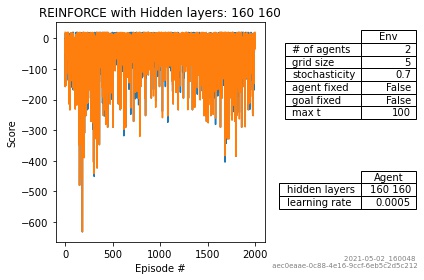 REINFORCE with Hidden layers: 160 160
0
−100
−200
−300
−400
−500
−600
Score
0 500 1000 1500 2000
Episode #
Env
# of agents 2
grid size 5
stochasticity 0.7
agent fixed False
goal fixed False
max t 100
Agent
hidden layers 160 160
learning rate 0.0005
2021-05-02_160048
aec0eaae-0c88-4e16-9ccf-6eb5c2d5c212